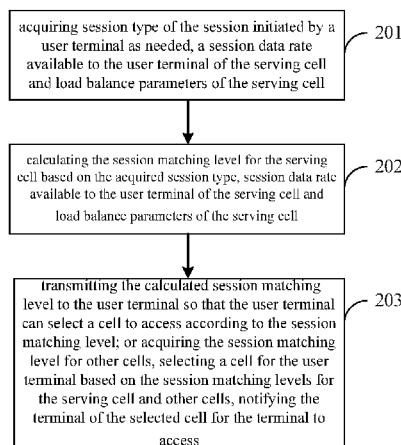 acquiring session type of the session initiated by a
user terminal as needed, a session data rate
available to the user terminal of the serving cell
and load balance parameters of the serving cell
201
calculating the session matching level for the serving
cell based on the acquired session type, session data rate
available to the user terminal of the serving cell and
load balance parameters of the serving cell
202
transmitting the calculated session matching
level to the user terminal so that the user terminal
can select a cell to access according to the session
matching level; or acquiring the session matching
level for other cells, selecting a cell for the user
terminal based on the session matching levels for
the serving cell and other cells, notifying the
terminal of the selected cell for the terminal to
access
203